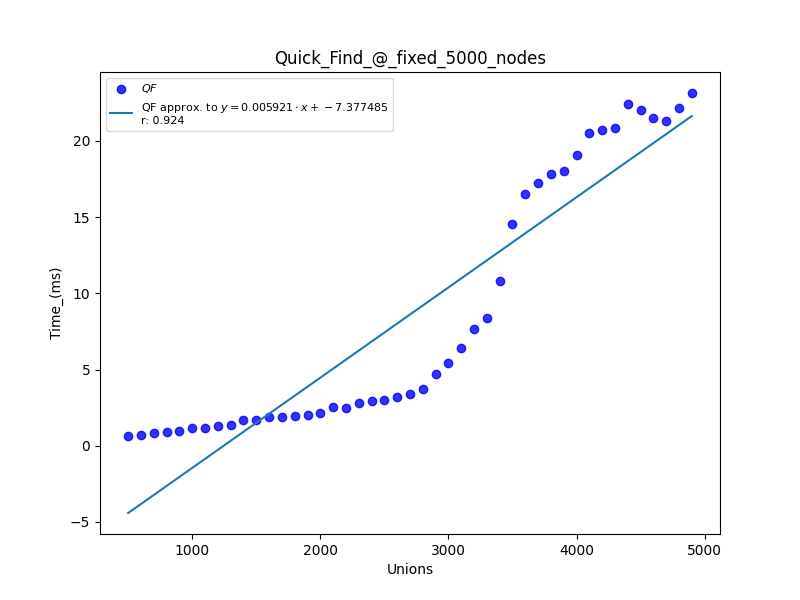 Quick_Find_@_fixed_5000_nodes
QF
QF approx. to y = 0.005921 · x + −7.377485
r: 0.924
Time_(ms)
20
15
10
5
0
−5
1000 2000 3000 4000 5000
Unions